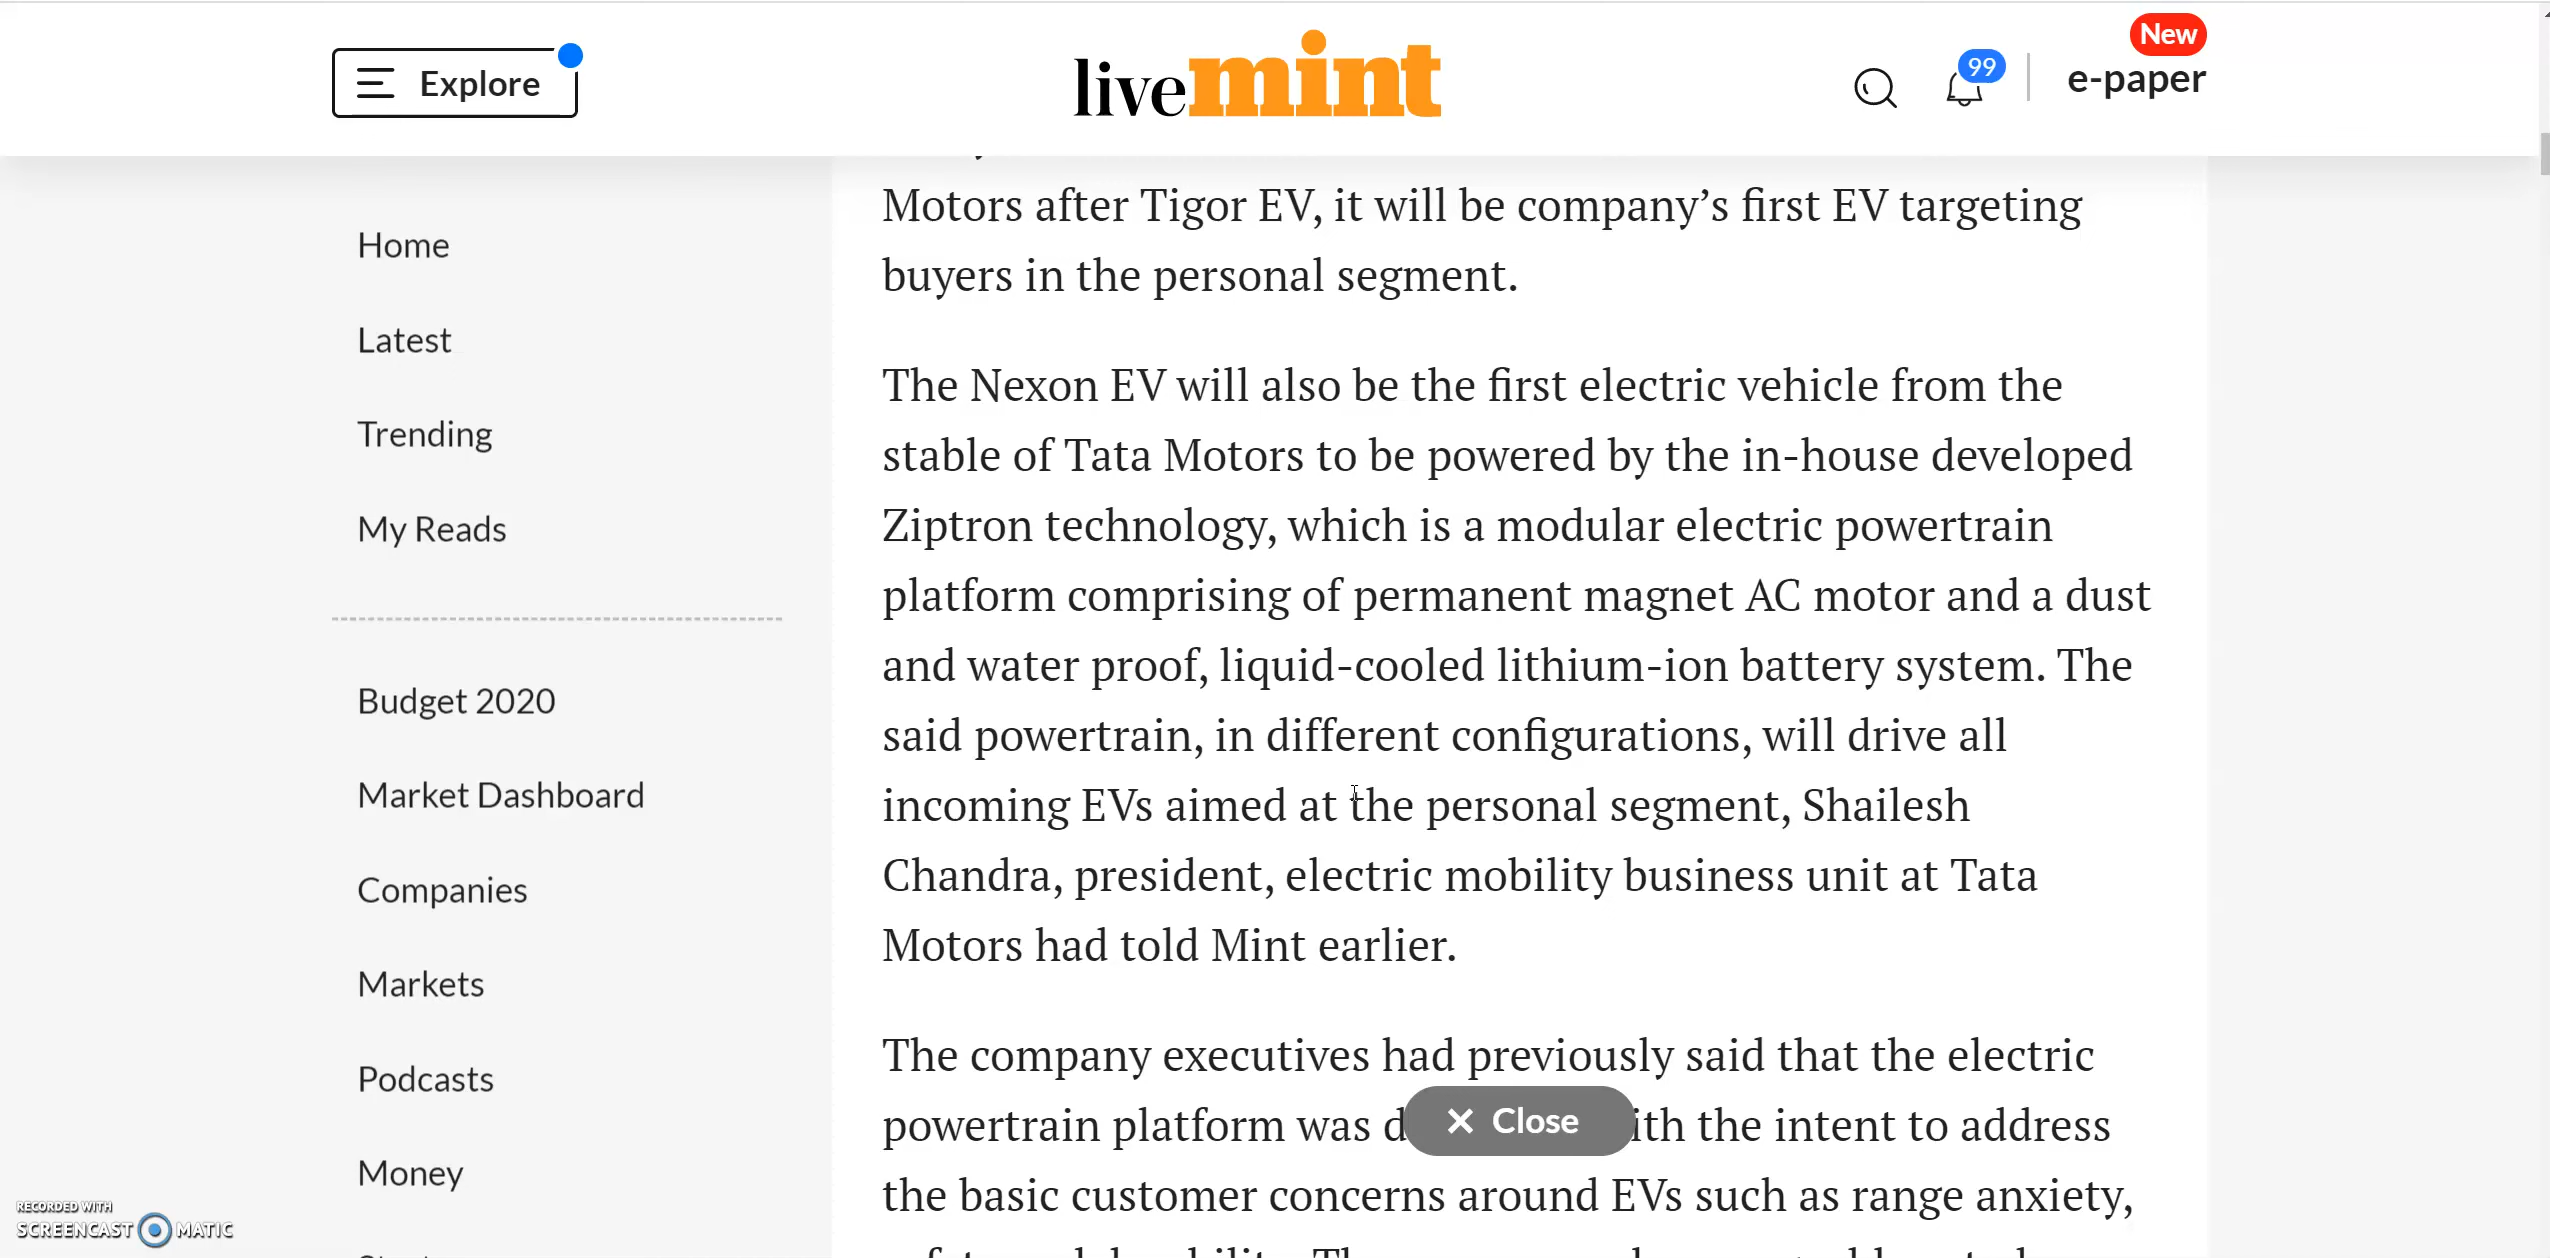 New
Explore
livemint
99
e-paper
Home
Latest
Trending
My Reads
Budget 2020
Market Dashboard
Companies
Markets
Podcasts
Money
Motors after Tigor EV, it will be company’s first EV targeting
buyers in the personal segment.
The Nexon EV will also be the first electric vehicle from the
stable of Tata Motors to be powered by the in-house developed
Ziptron technology, which is a modular electric powertrain
platform comprising of permanent magnet AC motor and a dust
and water proof, liquid-cooled lithium-ion battery system. The
said powertrain, in different configurations, will drive all
incoming EVs aimed at the personal segment, Shailesh
Chandra, president, electric mobility business unit at Tata
Motors had told Mint earlier.
The company executives had previously said that the electric
powertrain platform was the intent to address
Close
the basic customer concerns around EVs such as range anxiety,
RECORDED WITH
SCREENCAST MATIC